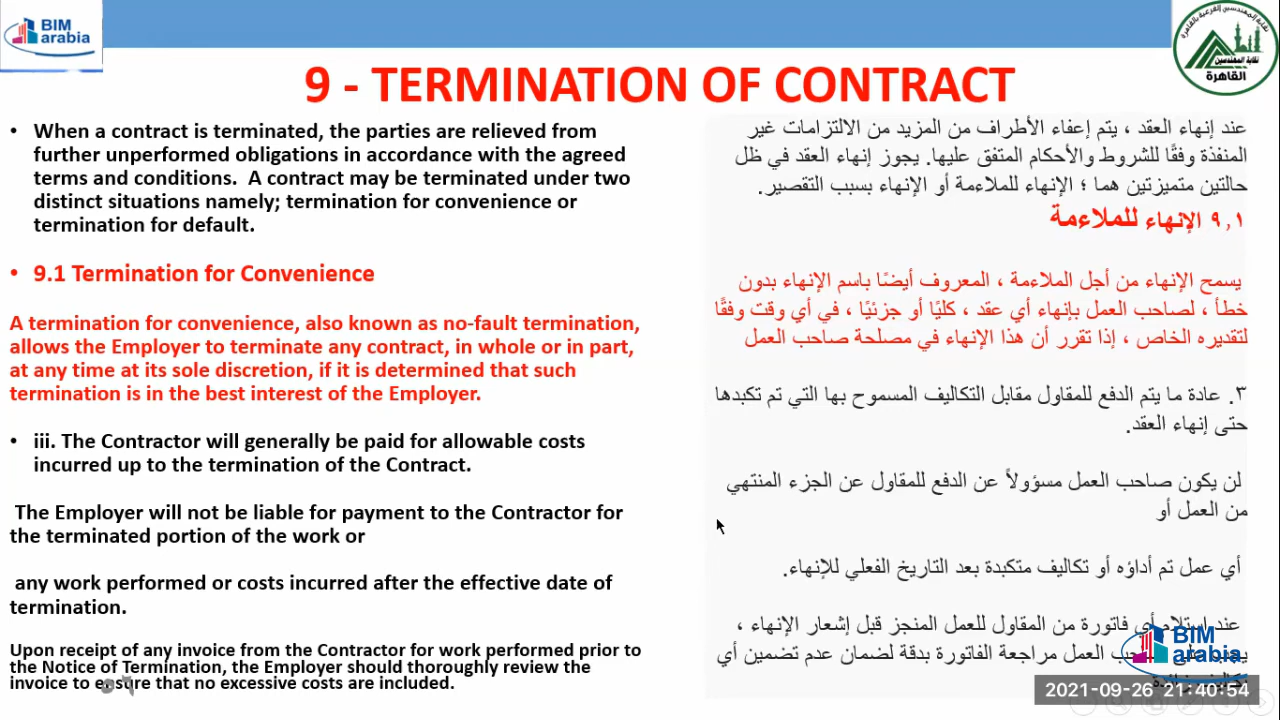 BIM
arabia
نقابة المهندسين الفرعية بالقاهرة
نقابة المهندسين
القاهرة
9 - TERMINATION OF CONTRACT
• When a contract is terminated, the parties are relieved from
further unperformed obligations in accordance with the agreed
terms and conditions. A contract may be terminated under two
distinct situations namely; termination for convenience or
termination for default.
• 9.1 Termination for Convenience
A termination for convenience, also known as no-fault termination,
allows the Employer to terminate any contract, in whole or in part,
at any time at its sole discretion, if it is determined that such
termination is in the best interest of the Employer.
• iii. The Contractor will generally be paid for allowable costs
incurred up to the termination of the Contract.
The Employer will not be liable for payment to the Contractor for
the terminated portion of the work or
any work performed or costs incurred after the effective date of
termination.
Upon receipt of any invoice from the Contractor for work performed prior to
the Notice of Termination, the Employer should thoroughly review the
invoice to ensure that no excessive costs are included.
عند إنهاء العقد ، يتم إعفاء الأطراف من المزيد من الالتزامات غير
المنفذة وفقًا للشروط والأحكام المتفق عليها. يجوز إنهاء العقد في ظل
حالتين متميزتين هما ؛ الإنهاء للملاءمة أو الإنهاء بسبب التقصير.
٩,١ الإنهاء للملاءمة
يسمح الإنهاء من أجل الملاءمة ، المعروف أيضًا باسم الإنهاء بدون
خطأ ، لصاحب العمل بإنهاء أي عقد ، كليًا أو جزئيًا ، في أي وقت وفقًا
لتقديره الخاص ، إذا تقرر أن هذا الإنهاء في مصلحة صاحب العمل
٣. عادة ما يتم الدفع للمقاول مقابل التكاليف المسموح بها التي تم تكبدها
حتى إنهاء العقد.
لن يكون صاحب العمل مسؤولاً عن الدفع للمقاول عن الجزء المنتهي
من العمل أو
أي عمل تم أداؤه أو تكاليف متكبدة بعد التاريخ الفعلي للإنهاء.
عند استلام أي فاتورة من المقاول للعمل المنجز قبل إشعار الإنهاء ،
العمل مراجعة الفاتورة بدقة لضمان عدم تضمين أي
BIM
arabia
2021-09-26 21:40:54